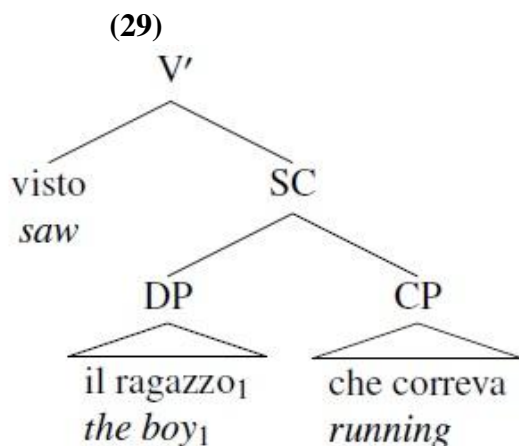 (29)
V′
visto SC
saw
DP CP
il ragazzo₁ che correva
the boy₁ running